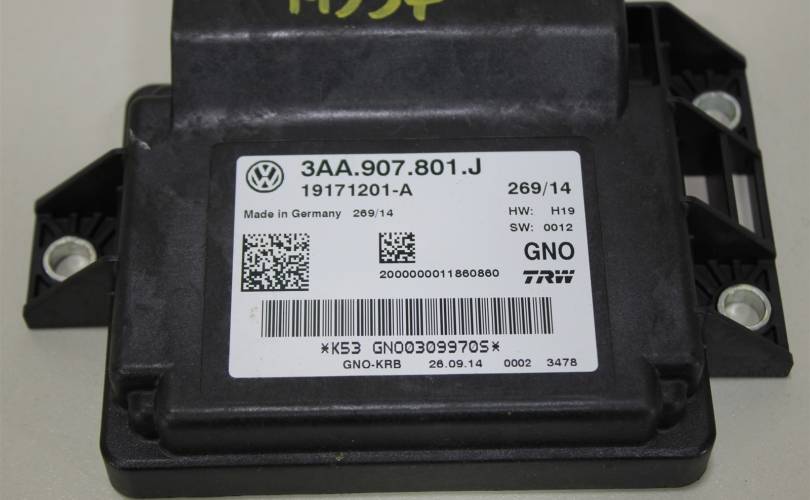 3AA.907.801.J
19171201-A 269/14
Made in Germany 269/14 HW: H19
SW: 0012
GNO
2000000011860860 TRW
*K53 GNO0309970S*
GNO-KRB 26.09.14 0002 3478